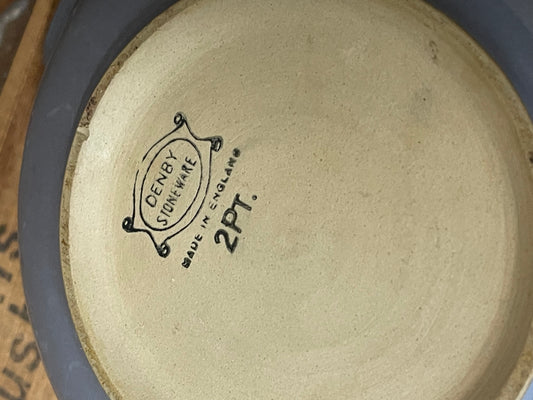 DENBY
STONEWARE
MADE IN ENGLAND
2PT.